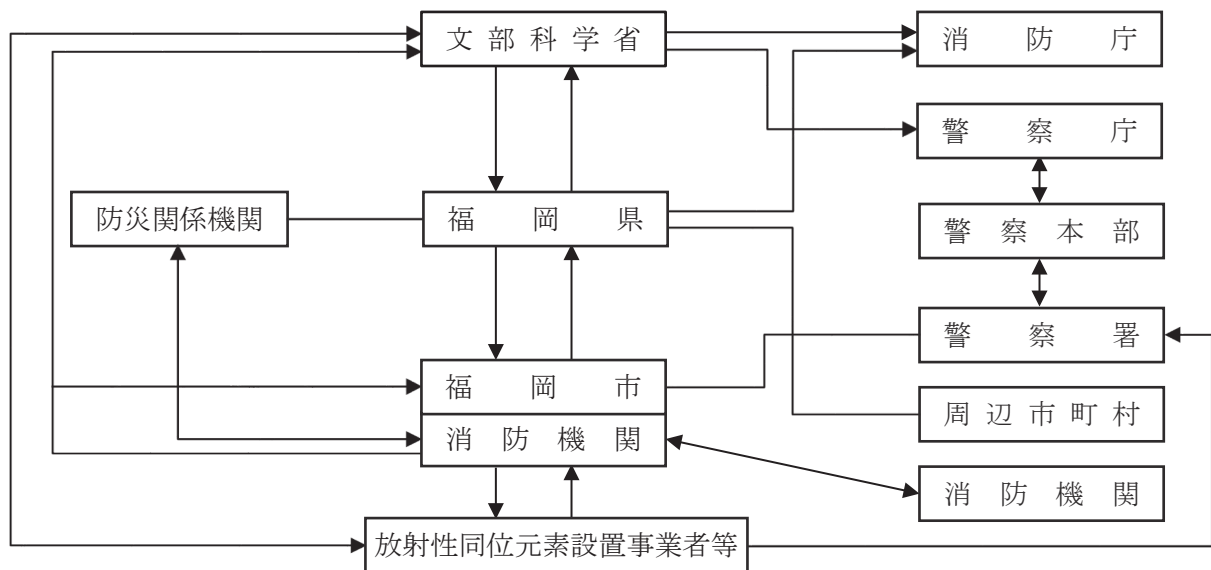 文部科学省
消防庁
警察庁
防災関係機関
福岡県
警察本部
警察署
福岡市
周辺市町村
消防機関
消防機関
放射性同位元素設置事業者等